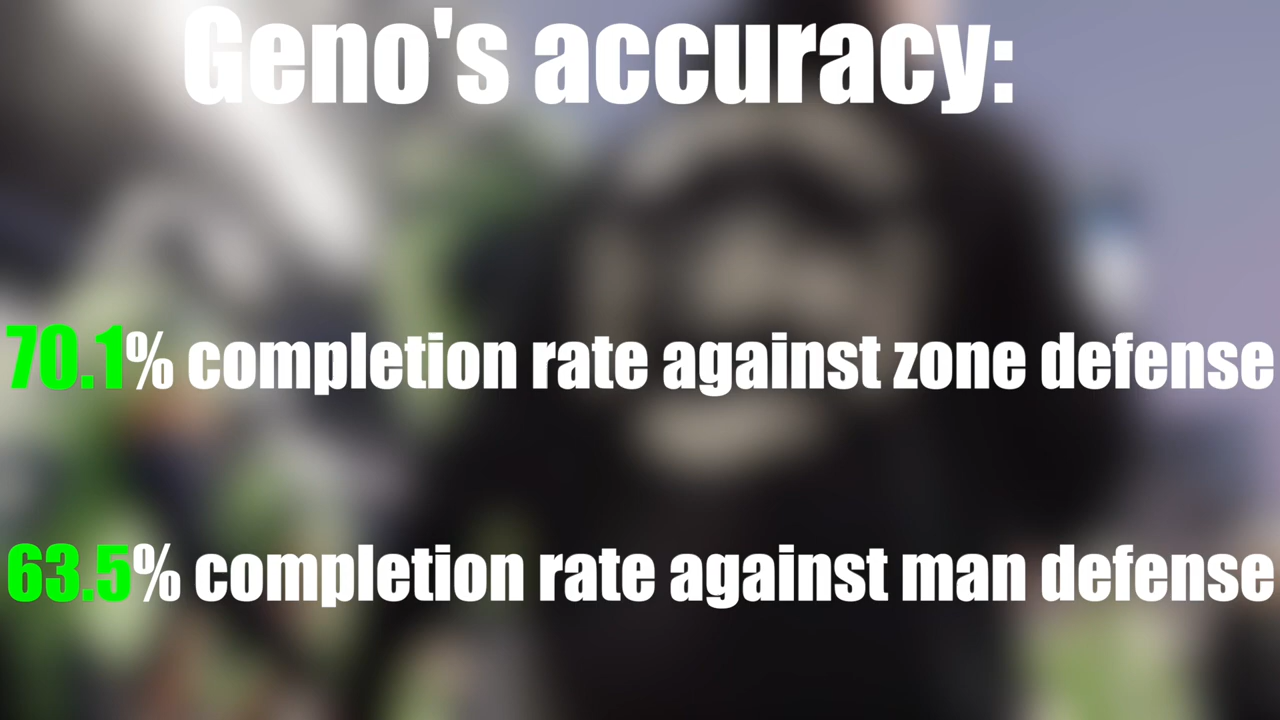 Geno's accuracy:
70.1% completion rate against zone defense
63.5% completion rate against man defense